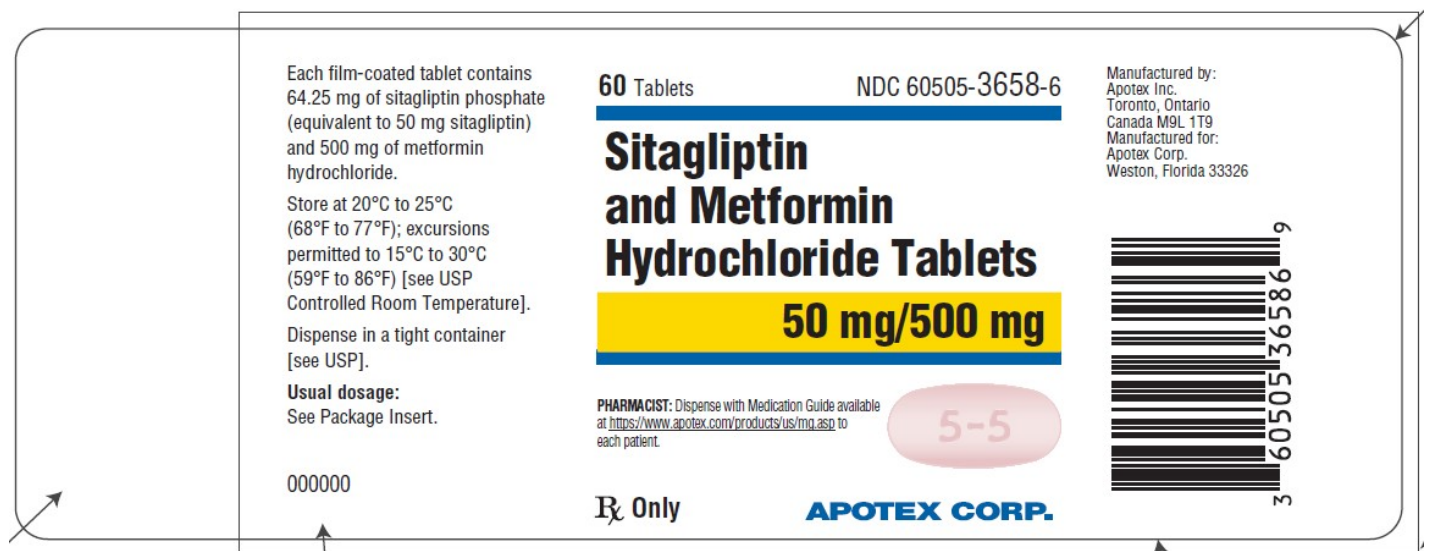 Each film-coated tablet contains
64.25 mg of sitagliptin phosphate
(equivalent to 50 mg sitagliptin)
and 500 mg of metformin
hydrochloride.
Store at 20°C to 25°C
(68°F to 77°F); excursions
permitted to 15°C to 30°C
(59°F to 86°F) [see USP
Controlled Room Temperature].
Dispense in a tight container
[see USP].
Usual dosage:
See Package Insert.
000000
60 Tablets
NDC 60505-3658-6
Sitagliptin
and Metformin
Hydrochloride Tablets
50 mg/500 mg
PHARMACIST: Dispense with Medication Guide available
at https://www.apotex.com/products/us/mg.asp to
each patient.
5-5
Rx Only
APOTEX CORP.
Manufactured by:
Apotex Inc.
Toronto, Ontario
Canada M9L 1T9
Manufactured for:
Apotex Corp.
Weston, Florida 33326
3 60505 36586 9